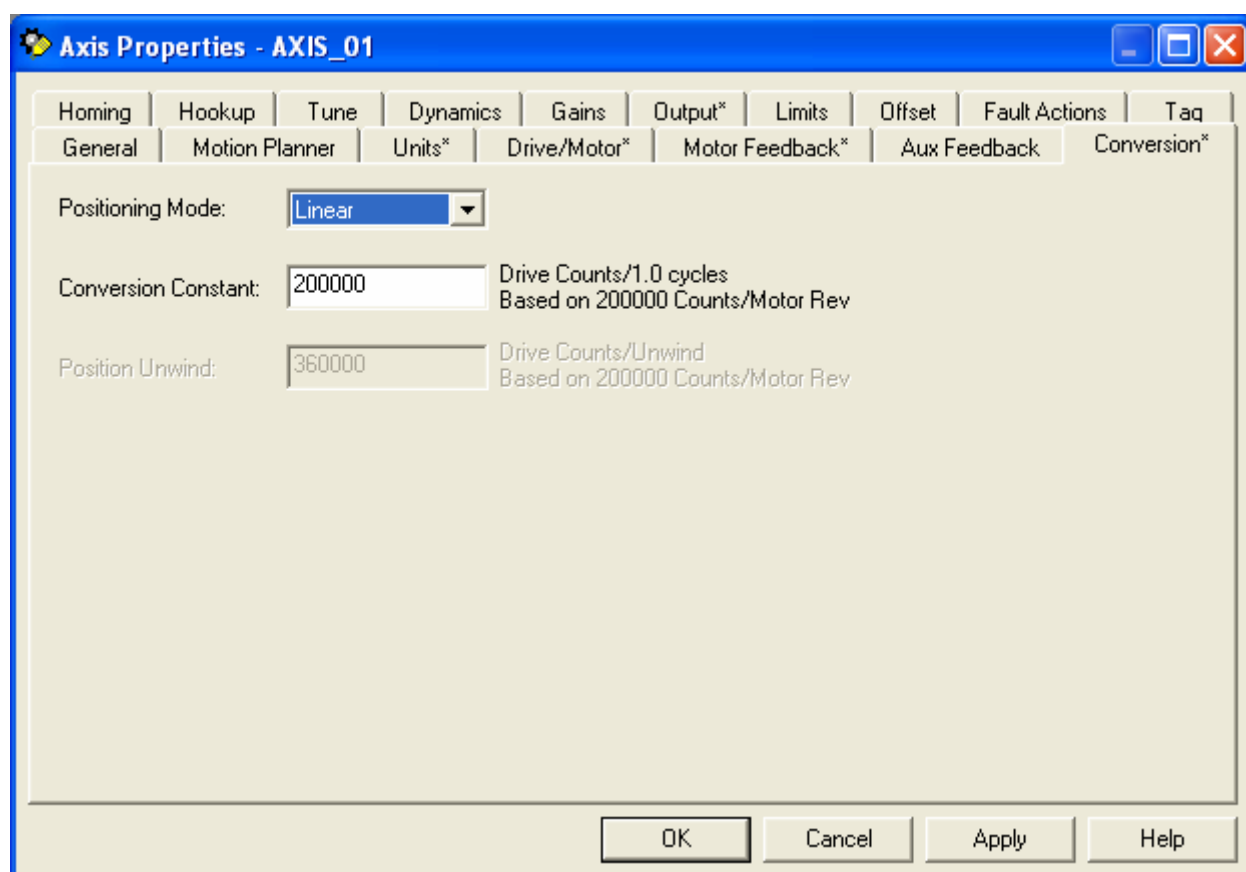 Axis Properties - AXIS_01
Homing Hookup Tune Dynamics Gains Output* Limits Offset Fault Actions Tag
General Motion Planner Units* Drive/Motor* Motor Feedback* Aux Feedback Conversion*
Positioning Mode: Linear
Conversion Constant: 200000 Drive Counts/1.0 cycles
Based on 200000 Counts/Motor Rev
Position Unwind: 360000 Drive Counts/Unwind
Based on 200000 Counts/Motor Rev
OK Cancel Apply Help